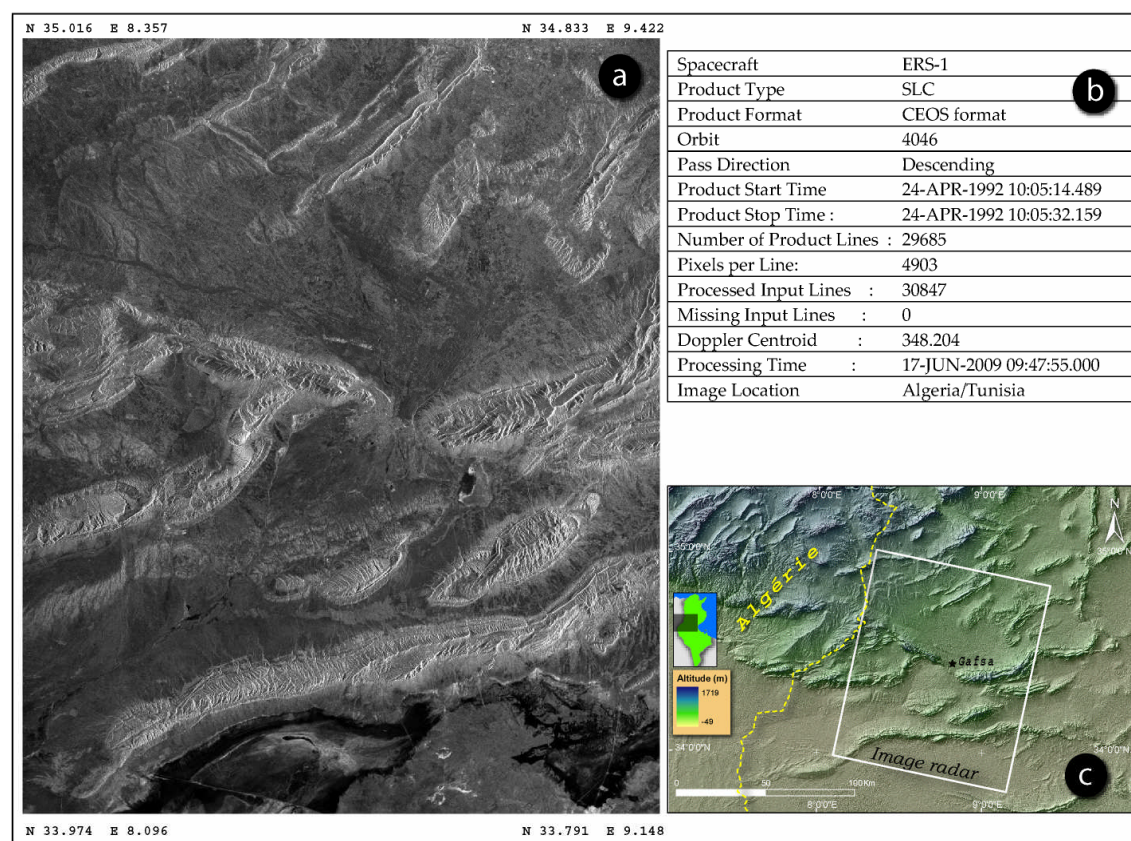 N 35.016 E 8.357
N 34.833 E 9.422
a
b
Spacecraft ERS-1
Product Type SLC
Product Format CEOS format
Orbit 4046
Pass Direction Descending
Product Start Time 24-APR-1992 10:05:14.489
Product Stop Time : 24-APR-1992 10:05:32.159
Number of Product Lines : 29685
Pixels per Line: 4903
Processed Input Lines : 30847
Missing Input Lines : 0
Doppler Centroid : 348.204
Processing Time : 17-JUN-2009 09:47:55.000
Image Location Algeria/Tunisia
8°0'0"E 9°0'0"E
N
35°0'0"N 35°0'0"N
Algérie
Gafsa
Altitude (m)
1719
-49
34°0'0"N 34°0'0"N
Image radar
c
0 50 100 Km
8°0'0"E 9°0'0"E
N 33.974 E 8.096
N 33.791 E 9.148